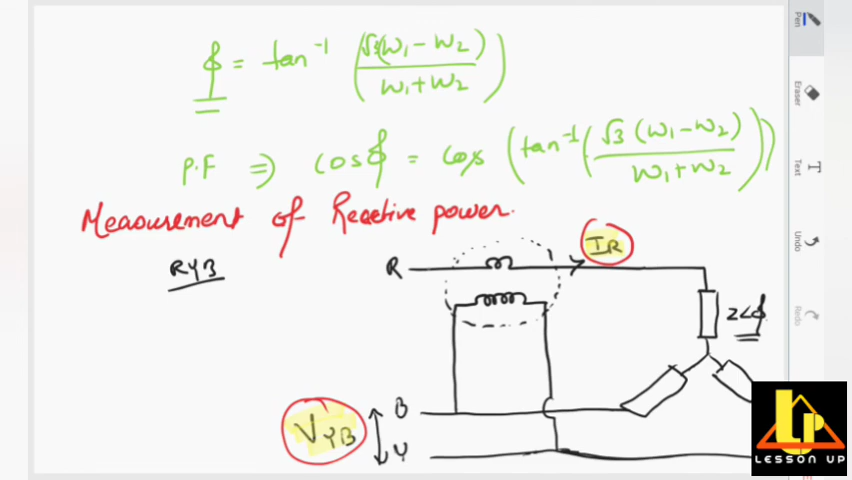 ϕ = tan⁻¹ (√3(W₁ - W₂) / W₁ + W₂)
P.F ⇒ cosϕ = cos (tan⁻¹ (√3 (W₁ - W₂) / W₁ + W₂))
Measurement of Reactive power.
RYB
R
IR
Z∠ϕ
B
VYB
Y
Pen
Eraser
Text
T
Undo
Redo
LU
LESSON UP